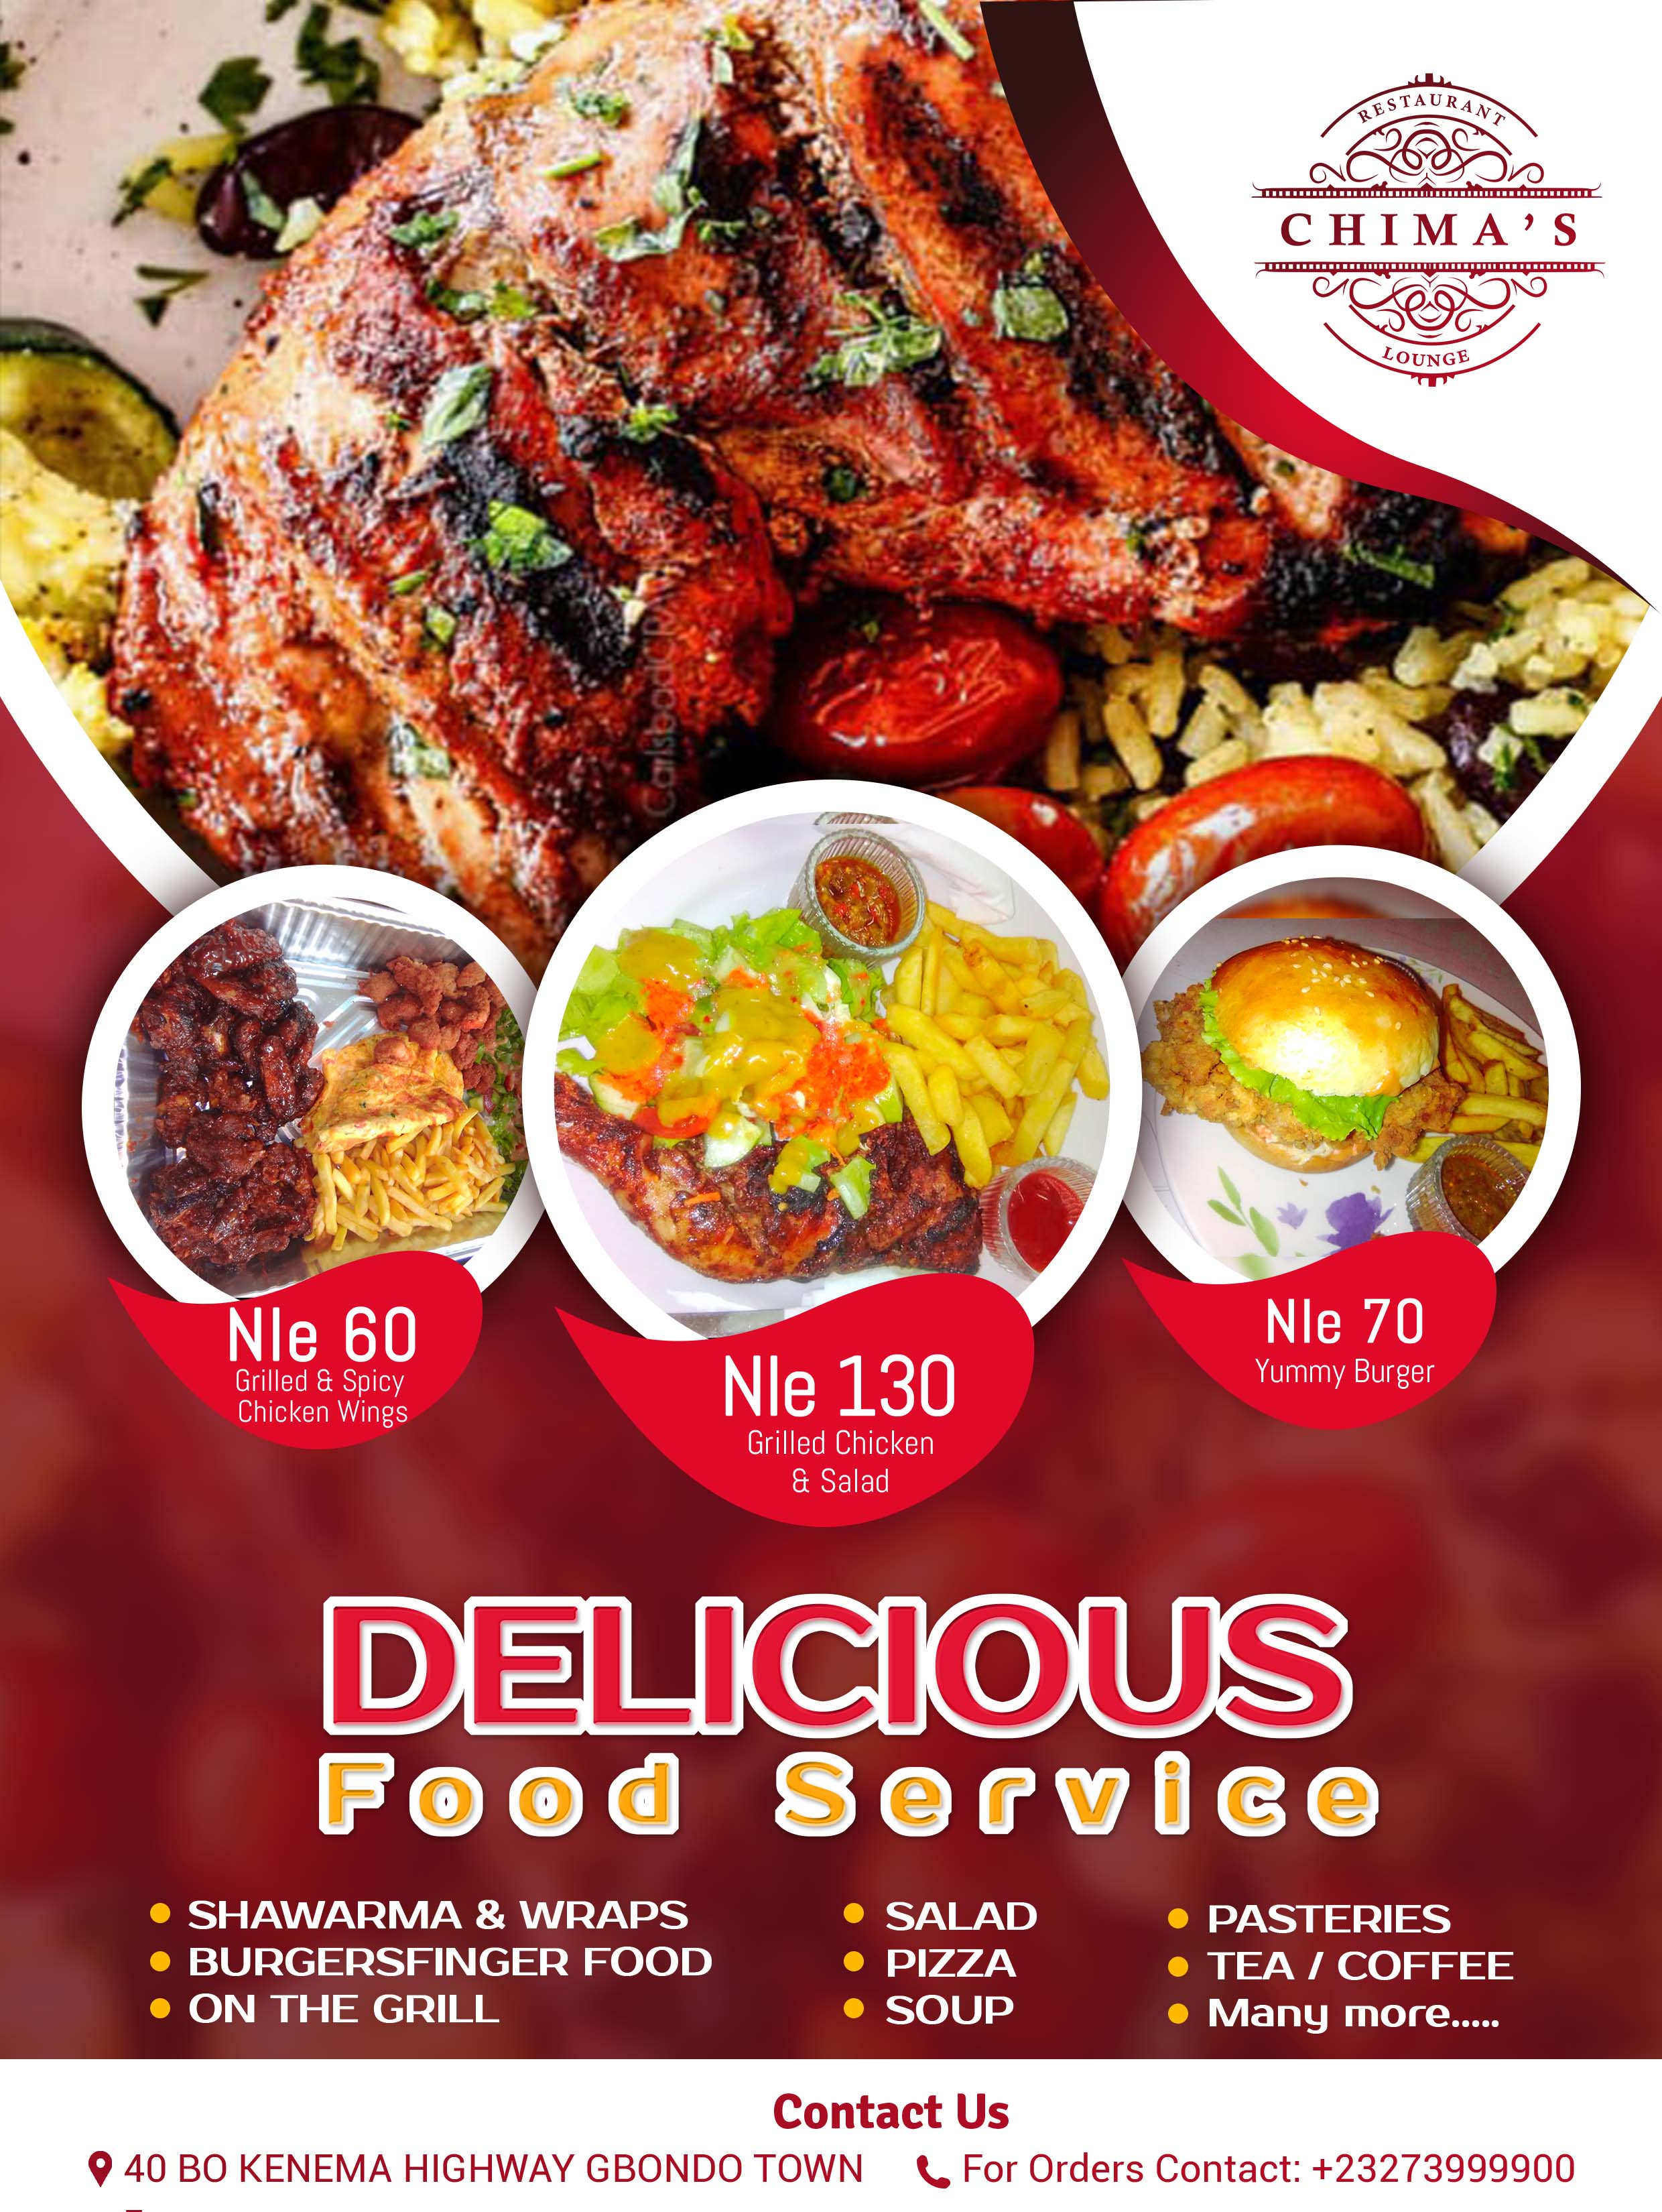 RESTAURANT
CHIMA'S
LOUNGE
Nle 60
Grilled & Spicy
Chicken Wings
Nle 130
Grilled Chicken
& Salad
Nle 70
Yummy Burger
DELICIOUS
Food Service
SHAWARMA & WRAPS
BURGERSFINGER FOOD
ON THE GRILL
SALAD
PIZZA
SOUP
PASTERIES
TEA / COFFEE
Many more.....
Contact Us
40 BO KENEMA HIGHWAY GBONDO TOWN
For Orders Contact: +23273999900